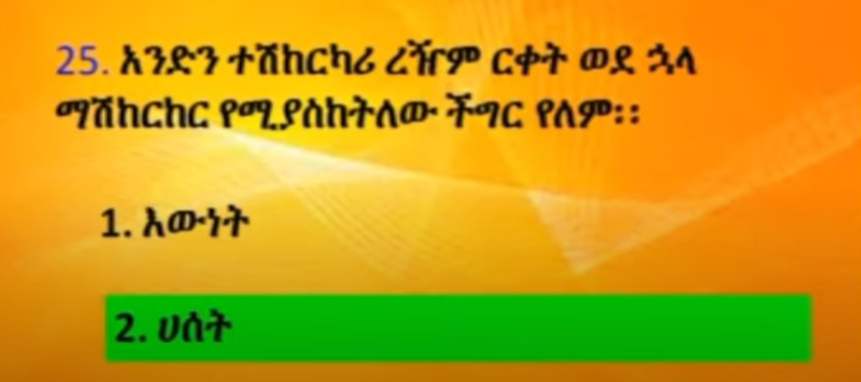 25. አንድን ተሽከርካሪ ረዥም ርቀት ወደ ኋላ
ማሽከርከር የሚያስከትለው ችግር የለም፡፡
1. እውነት
2. ሀሰት